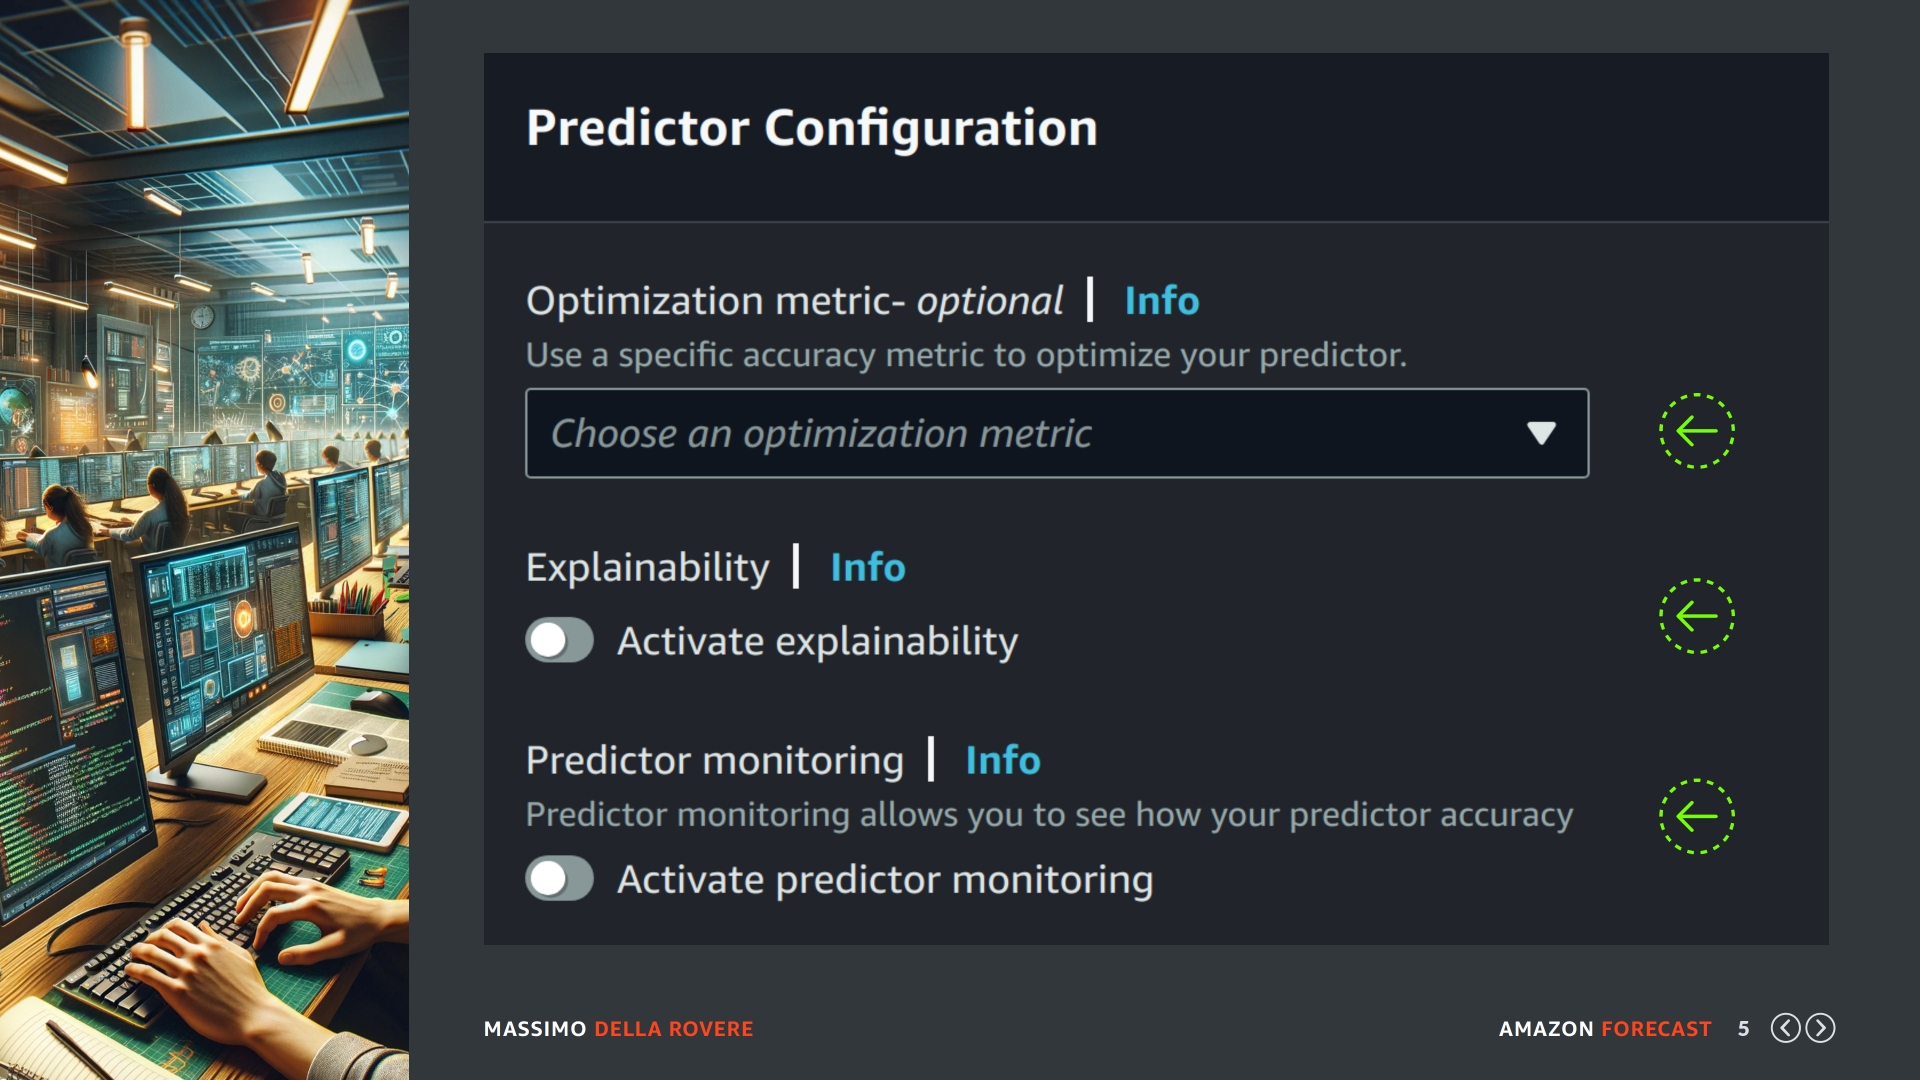 Predictor Configuration
Optimization metric- optional | Info
Use a specific accuracy metric to optimize your predictor.
Choose an optimization metric
Explainability | Info
Activate explainability
Predictor monitoring | Info
Predictor monitoring allows you to see how your predictor accuracy
Activate predictor monitoring
MASSIMO DELLA ROVERE
AMAZON FORECAST 5